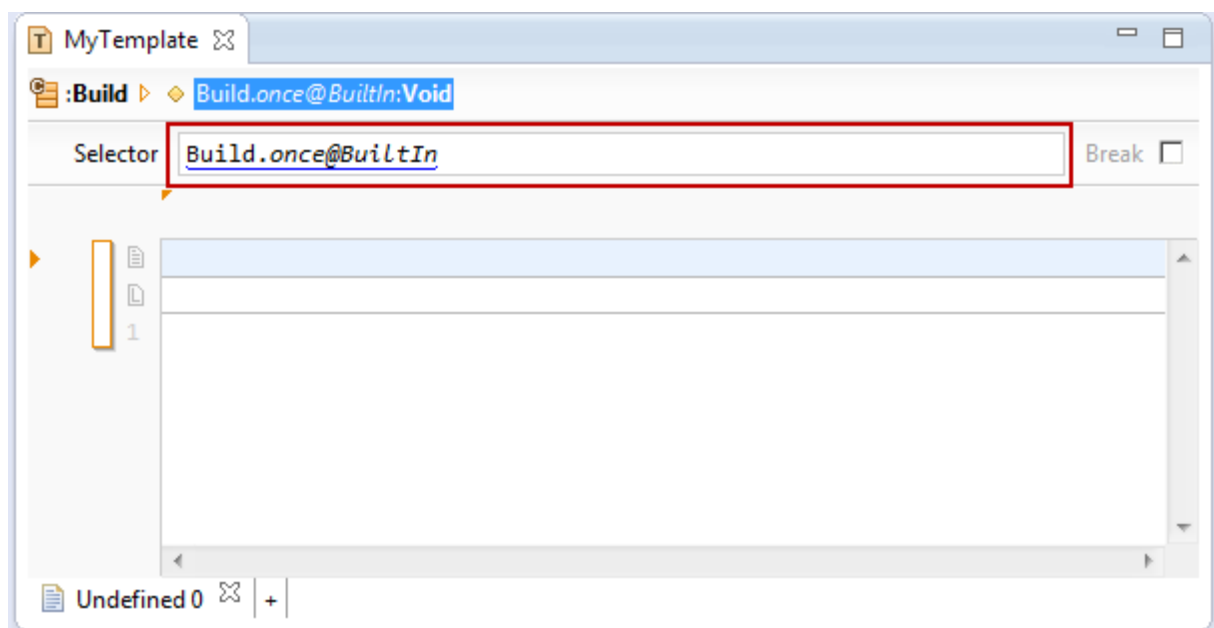 MyTemplate
:Build Build.once@BuiltIn:Void
Selector Build.once@BuiltIn Break
1
Undefined 0 +